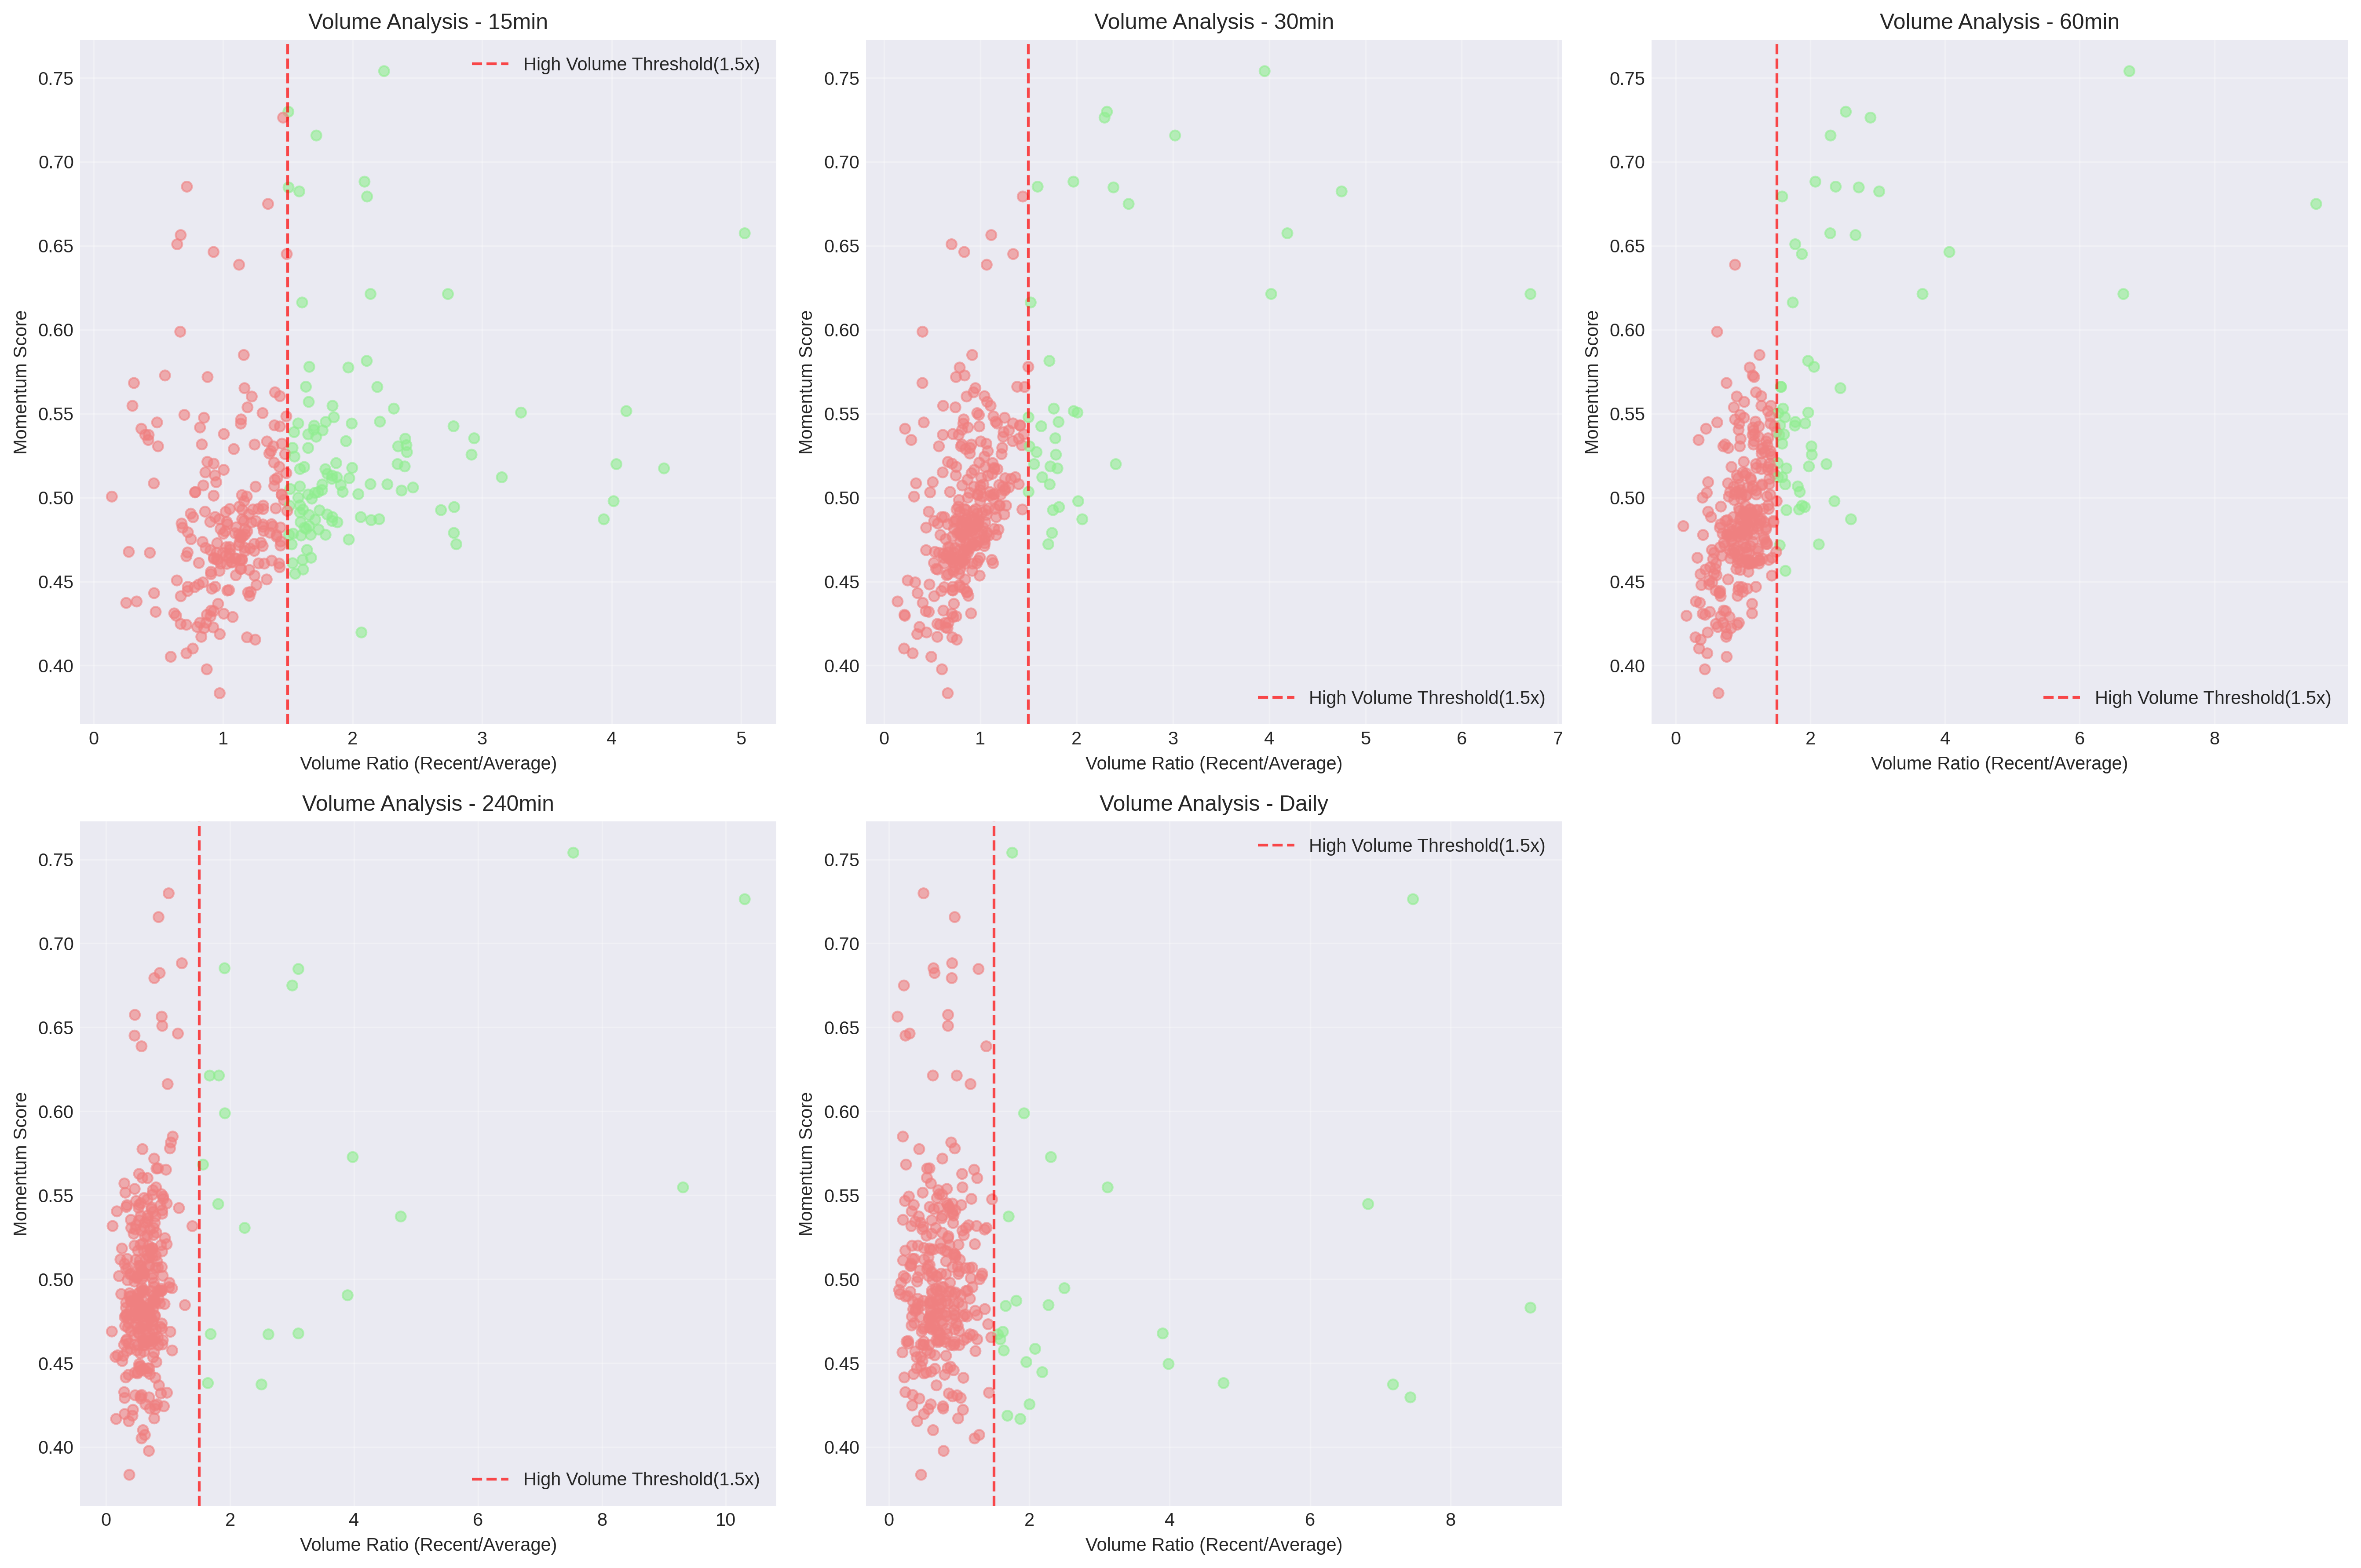 Volume Analysis - 15min
High Volume Threshold(1.5x)
Momentum Score
0.75
0.70
0.65
0.60
0.55
0.50
0.45
0.40
0 1 2 3 4 5
Volume Ratio (Recent/Average)
Volume Analysis - 30min
Momentum Score
0.75
0.70
0.65
0.60
0.55
0.50
0.45
0.40
High Volume Threshold(1.5x)
0 1 2 3 4 5 6 7
Volume Ratio (Recent/Average)
Volume Analysis - 60min
Momentum Score
0.75
0.70
0.65
0.60
0.55
0.50
0.45
0.40
High Volume Threshold(1.5x)
0 2 4 6 8
Volume Ratio (Recent/Average)
Volume Analysis - 240min
Momentum Score
0.75
0.70
0.65
0.60
0.55
0.50
0.45
0.40
High Volume Threshold(1.5x)
0 2 4 6 8 10
Volume Ratio (Recent/Average)
Volume Analysis - Daily
High Volume Threshold(1.5x)
Momentum Score
0.75
0.70
0.65
0.60
0.55
0.50
0.45
0.40
0 2 4 6 8
Volume Ratio (Recent/Average)